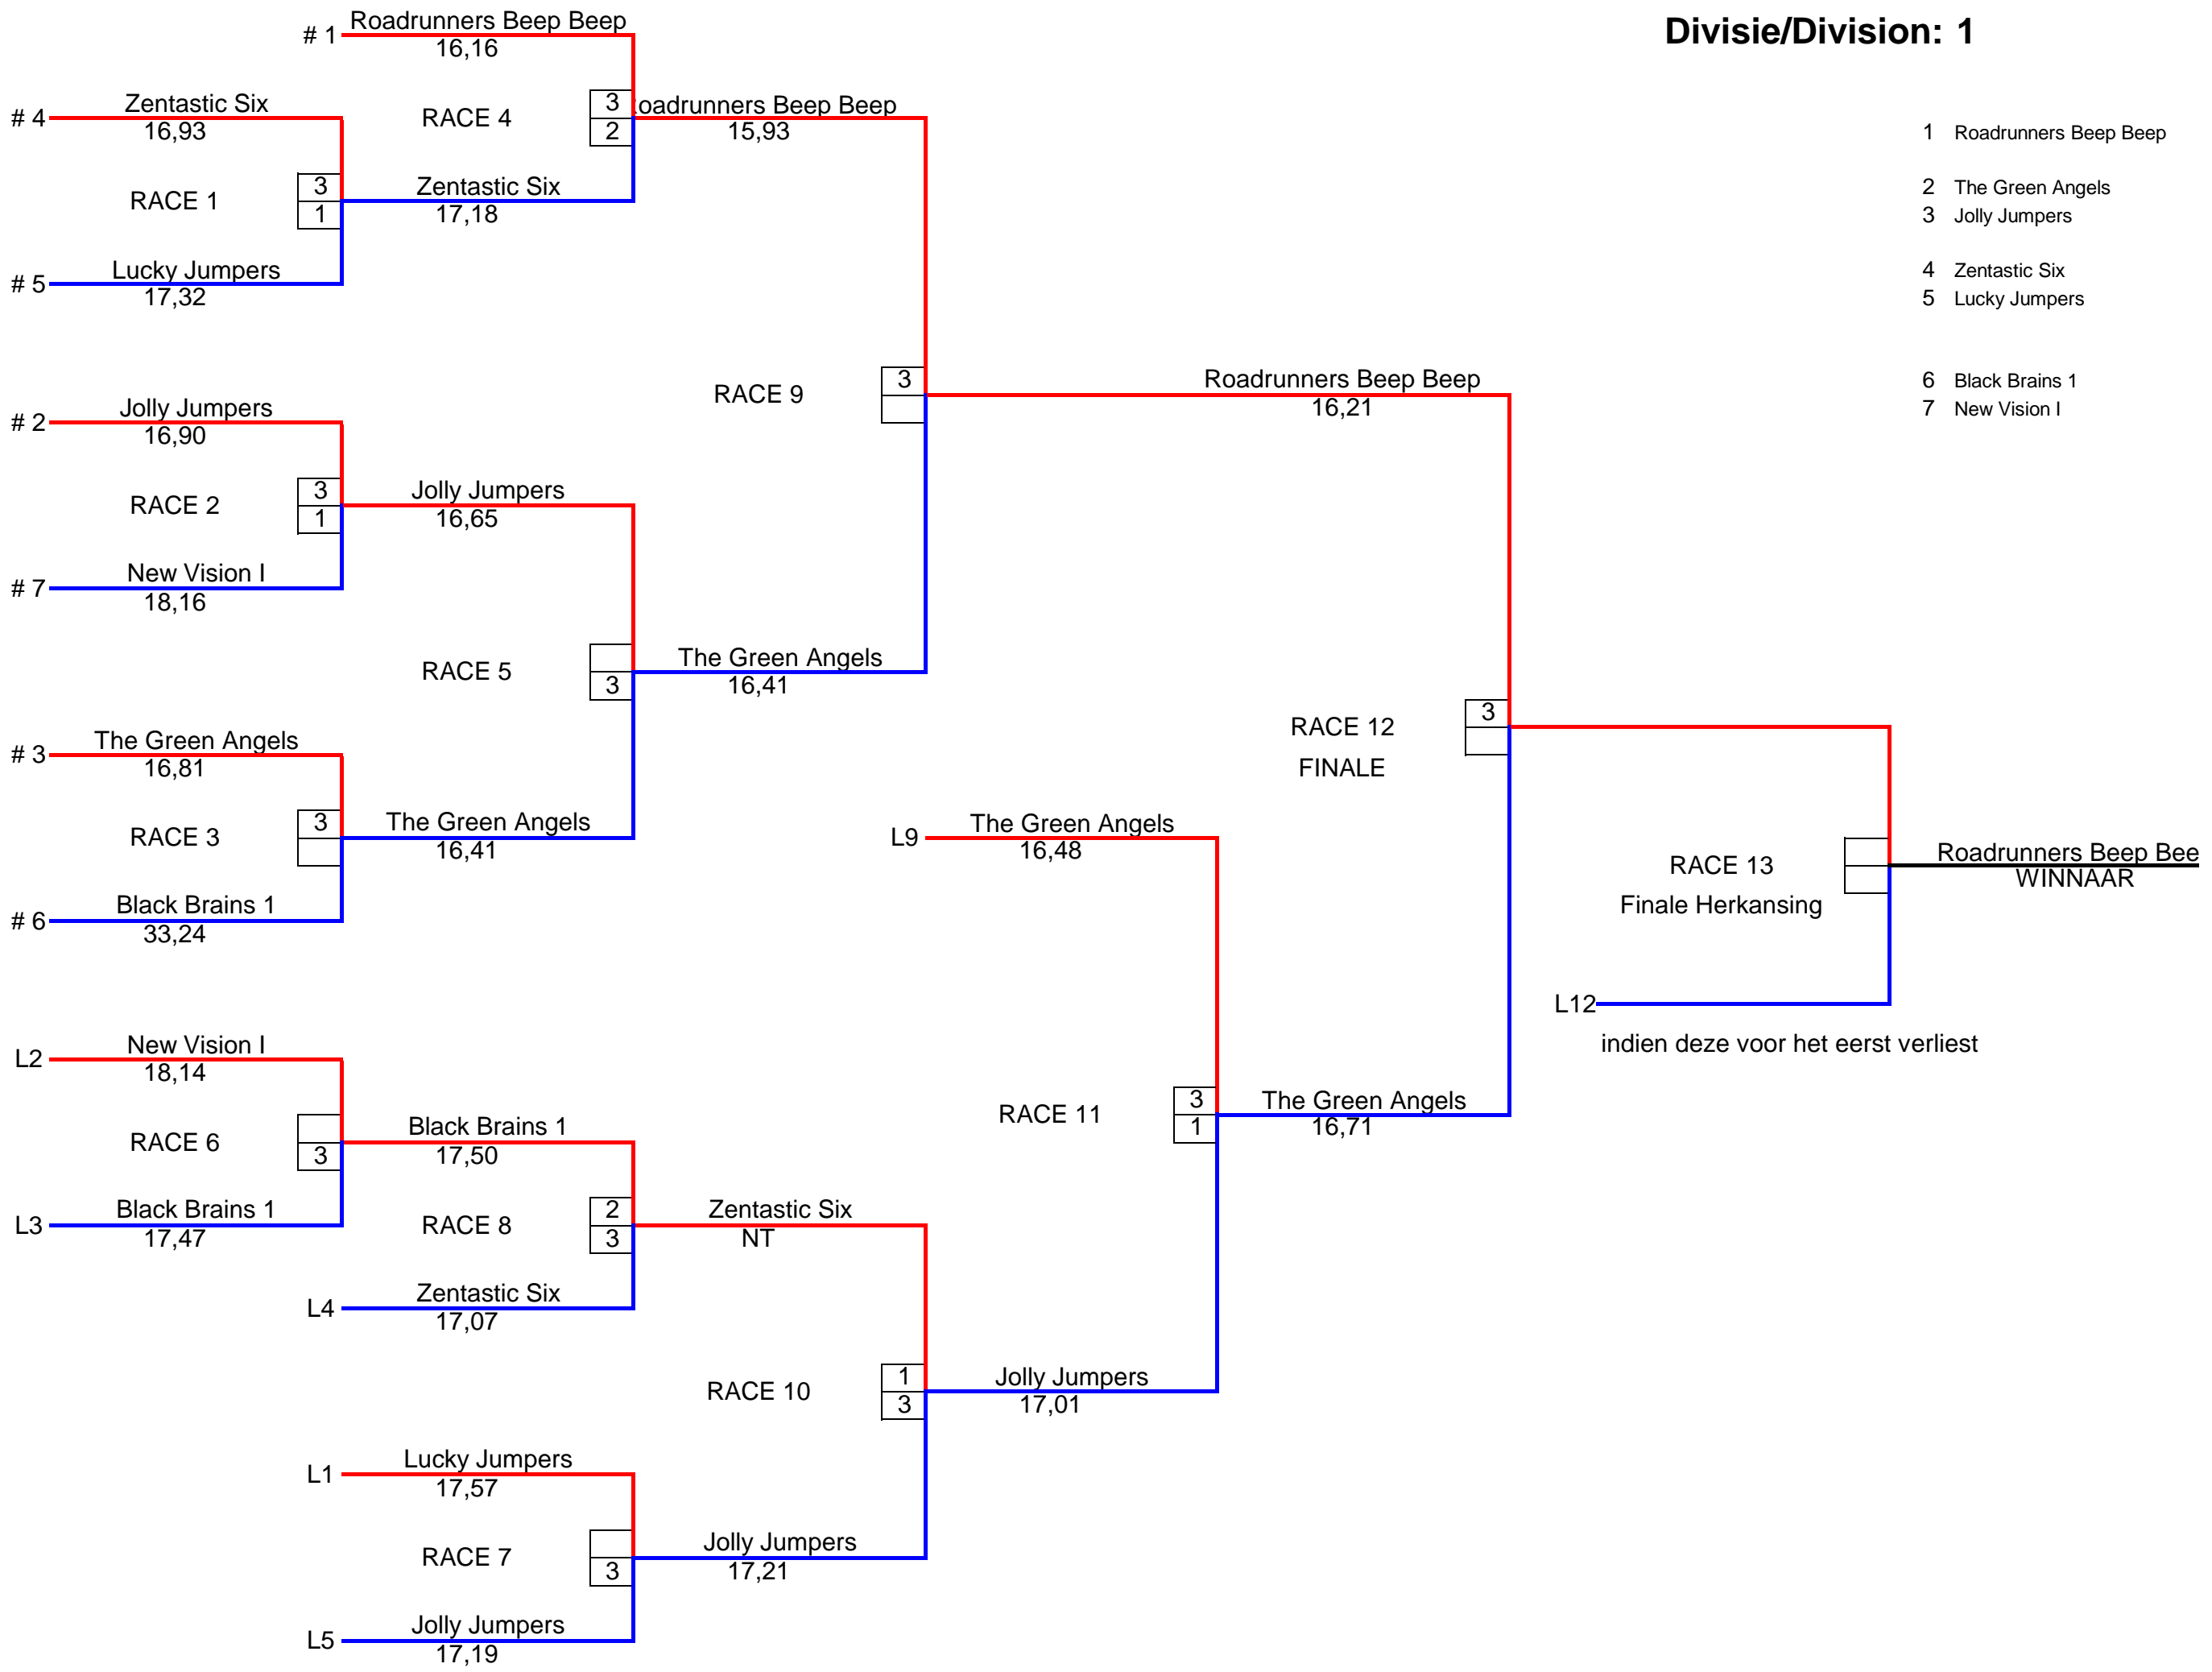 Divisie/Division: 1
# 1
Roadrunners Beep Beep
16,16
# 4
Zentastic Six
16,93
RACE 4
3
2
oadrunners Beep Beep
15,93
RACE 1
3
1
Zentastic Six
17,18
# 5
Lucky Jumpers
17,32
1 Roadrunners Beep Beep
2 The Green Angels
3 Jolly Jumpers
4 Zentastic Six
5 Lucky Jumpers
6 Black Brains 1
7 New Vision I
# 2
Jolly Jumpers
16,90
RACE 9
3
Roadrunners Beep Beep
16,21
RACE 2
3
1
Jolly Jumpers
16,65
# 7
New Vision I
18,16
RACE 5
3
The Green Angels
16,41
# 3
The Green Angels
16,81
RACE 12
FINALE
3
RACE 3
3
The Green Angels
16,41
L9
The Green Angels
16,48
# 6
Black Brains 1
33,24
RACE 13
Finale Herkansing
Roadrunners Beep Bee
WINNAAR
L12
indien deze voor het eerst verliest
L2
New Vision I
18,14
RACE 6
3
Black Brains 1
17,50
RACE 11
3
1
The Green Angels
16,71
L3
Black Brains 1
17,47
RACE 8
2
3
Zentastic Six
NT
L4
Zentastic Six
17,07
RACE 10
1
3
Jolly Jumpers
17,01
L1
Lucky Jumpers
17,57
RACE 7
3
Jolly Jumpers
17,21
L5
Jolly Jumpers
17,19